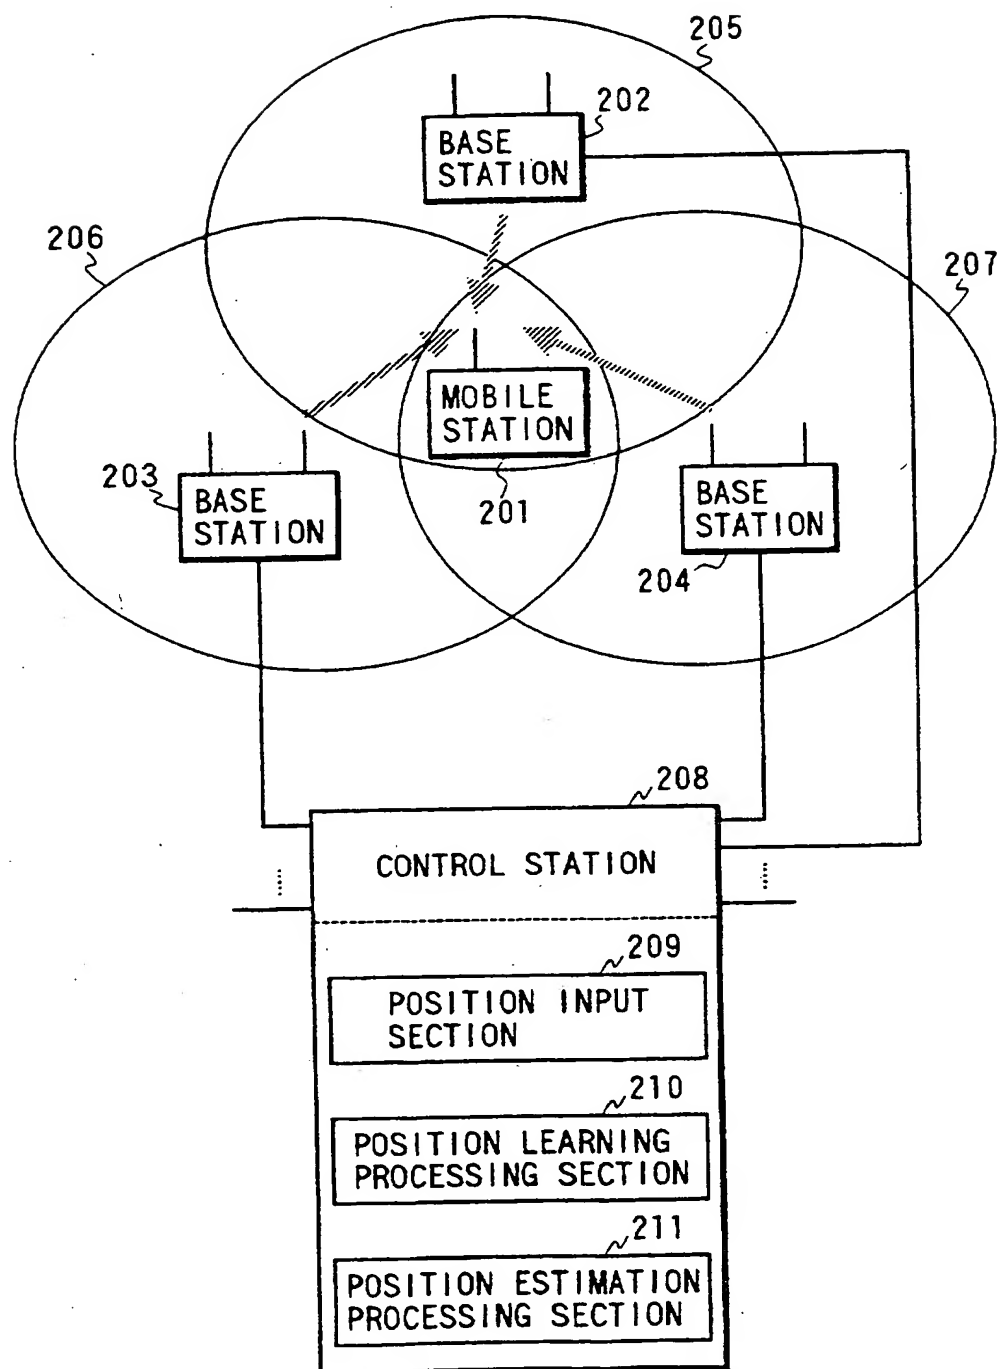 205
202
BASE
STATION
206
207
MOBILE
STATION
203
BASE
STATION
201
BASE
STATION
204
208
CONTROL STATION
209
POSITION INPUT
SECTION
210
POSITION LEARNING
PROCESSING SECTION
211
POSITION ESTIMATION
PROCESSING SECTION